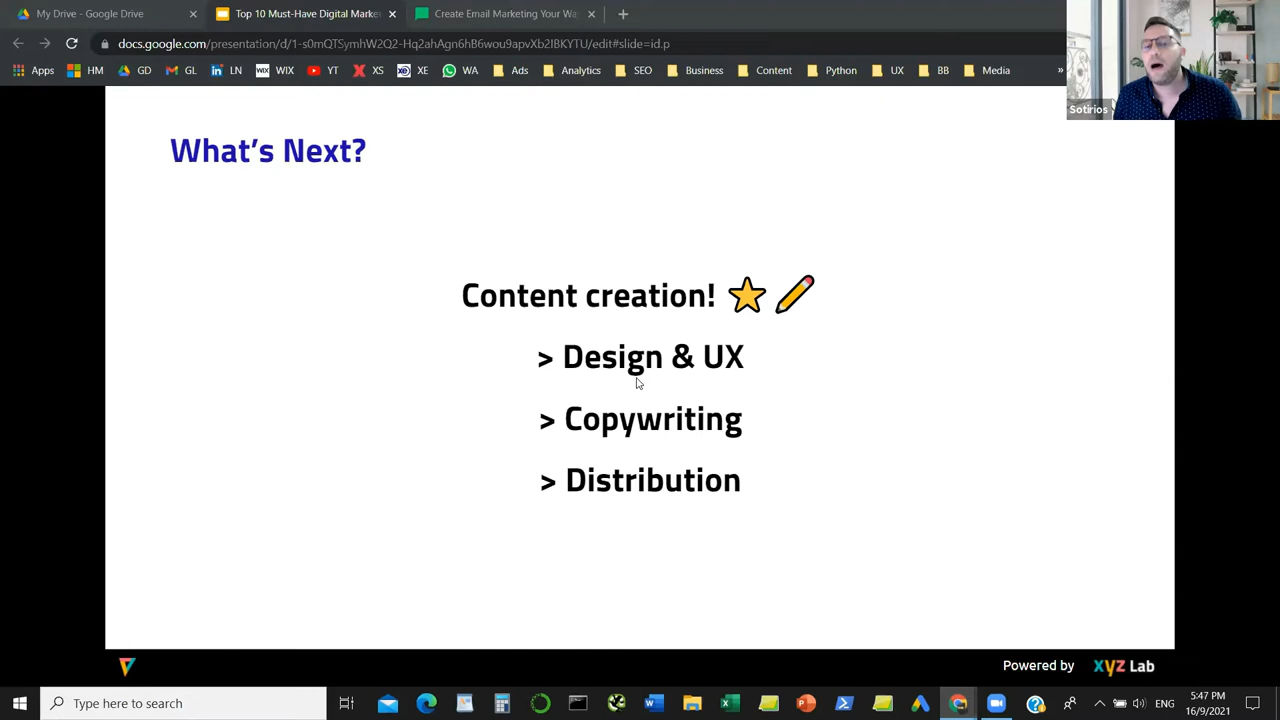 My Drive - Google Drive
Top 10 Must-Have Digital Marke
Create Email Marketing Your Wa
docs.google.com/presentation/d/1-s0mQTSymhW2Q2-Hq2ahAgn6hB6wou9apvXb2IBKYTU/edit#slide=id.p
Apps HM GD GL LN WIX YT XS XE WA Ads Analytics SEO Business Content Python UX BB Media »
Sotirios
What's Next?
Content creation!
> Design & UX
> Copywriting
> Distribution
Powered by XYZ Lab
Type here to search
ENG
5:47 PM
16/9/2021